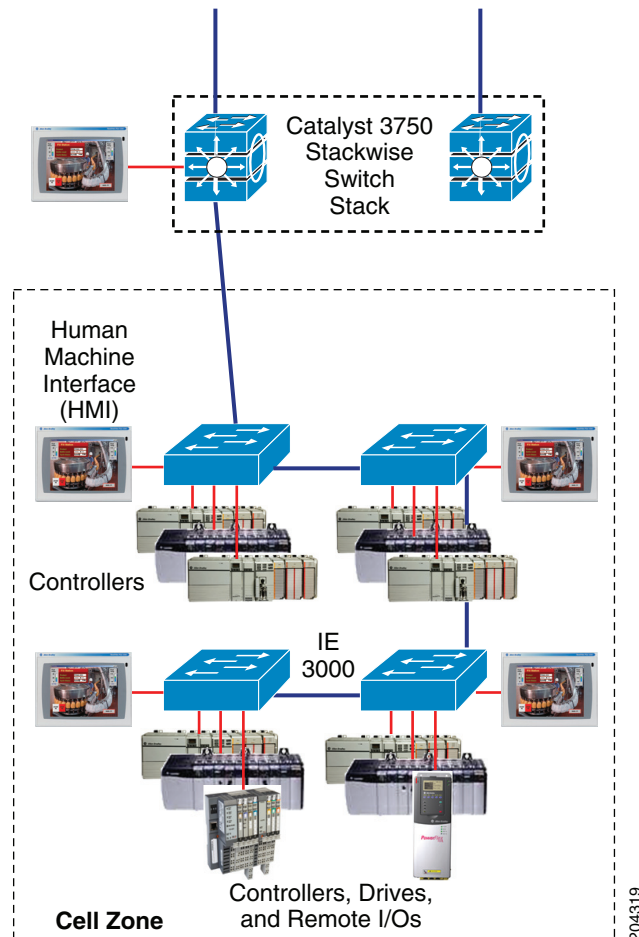 Catalyst 3750
Stackwise
Switch
Stack
Human
Machine
Interface
(HMI)
Controllers
IE
3000
PowerFlex
Controllers, Drives,
and Remote I/Os
Cell Zone
204319